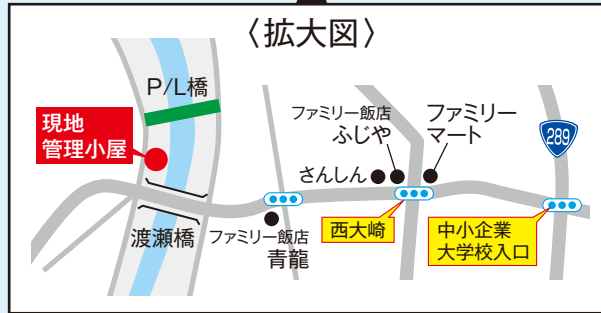 〈拡大図〉
P/L橋
現地
管理小屋
ファミリー飯店
ふじや
ファミリー
マート
289
さんしん
渡瀬橋
ファミリー飯店
青龍
西大崎
中小企業
大学校入口